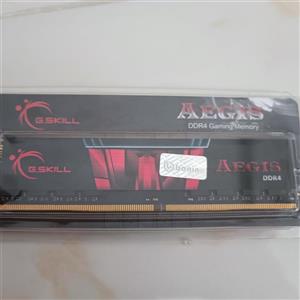 G.SKILL
AEGIS
DDR4 Gaming Memory
G.SKILL
AEGIS
DDR4